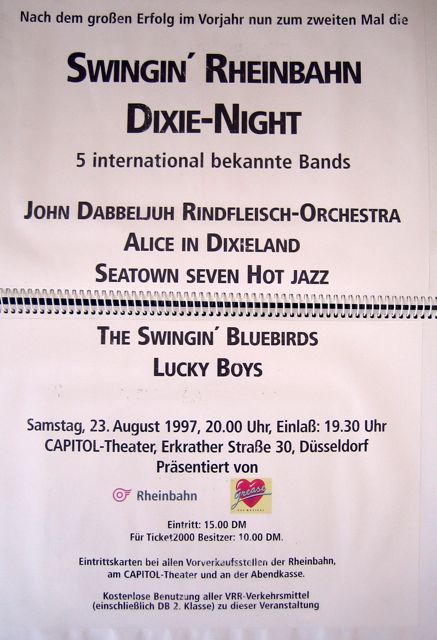 Nach dem großen Erfolg im Vorjahr nun zum zweiten Mal die
SWINGIN´ RHEINBAHN
DIXIE-NIGHT
5 international bekannte Bands
JOHN DABBELJUH RINDFLEISCH-ORCHESTRA
ALICE IN DIXIELAND
SEATOWN SEVEN HOT JAZZ
THE SWINGIN´ BLUEBIRDS
LUCKY BOYS
Samstag, 23. August 1997, 20.00 Uhr, Einlaß: 19.30 Uhr
CAPITOL-Theater, Erkrather Straße 30, Düsseldorf
Präsentiert von
Rheinbahn
Grease
DAS MUSICAL
Eintritt: 15.00 DM
Für Ticket2000 Besitzer: 10.00 DM.
Eintrittskarten bei allen Vorverkaufsstellen der Rheinbahn,
am CAPITOL-Theater und an der Abendkasse.
Kostenlose Benutzung aller VRR-Verkehrsmittel
(einschließlich DB 2. Klasse) zu dieser Veranstaltung